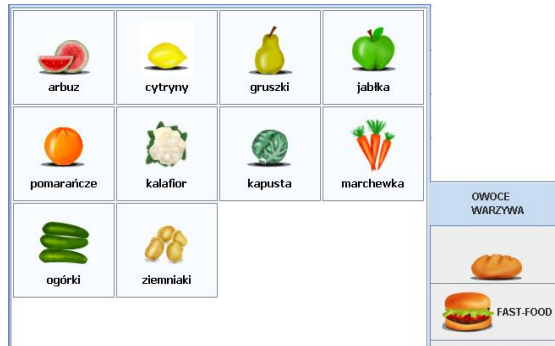 arbuz
cytryny
gruszki
jabłka
pomarańcze
kalafior
kapusta
marchewka
ogórki
ziemniaki
OWOCE
WARZYWA
FAST-FOOD